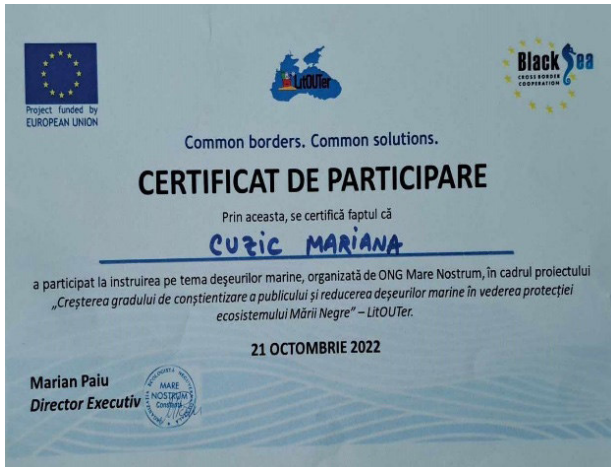 Project funded by
EUROPEAN UNION
LitOUTer
Black Sea
CROSS BORDER
COOPERATION
Common borders. Common solutions.
CERTIFICAT DE PARTICIPARE
Prin aceasta, se certifică faptul că
CUZIC MARIANA
a participat la instruirea pe tema deșeurilor marine, organizată de ONG Mare Nostrum, în cadrul proiectului
„Creșterea gradului de conștientizare a publicului și reducerea deșeurilor marine în vederea protecției
ecosistemului Mării Negre” – LitOUTer.
21 OCTOMBRIE 2022
Marian Paiu
Director Executiv
MARE
NOSTRUM
Constanța